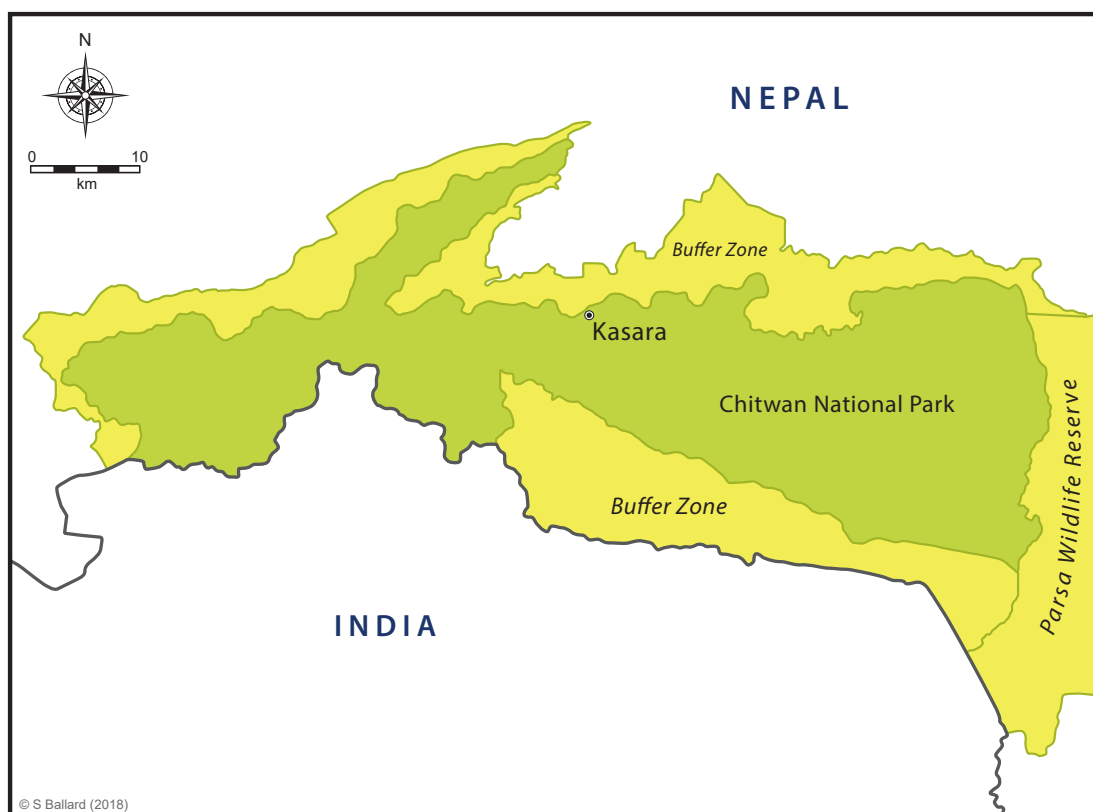 N
0 10
km
NEPAL
Buffer Zone
Kasara
Chitwan National Park
Parsa Wildlife Reserve
Buffer Zone
INDIA
© S Ballard (2018)